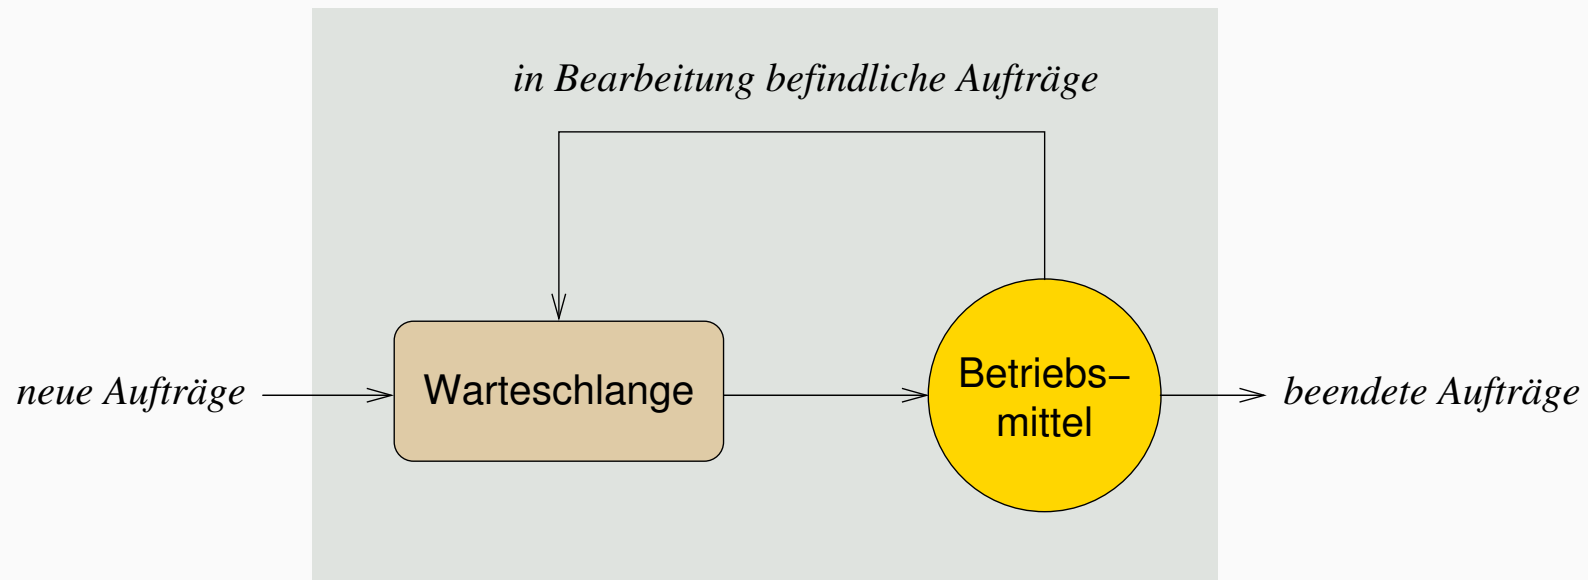 in Bearbeitung befindliche Aufträge
neue Aufträge
Warteschlange
Betriebs–
mittel
beendete Aufträge